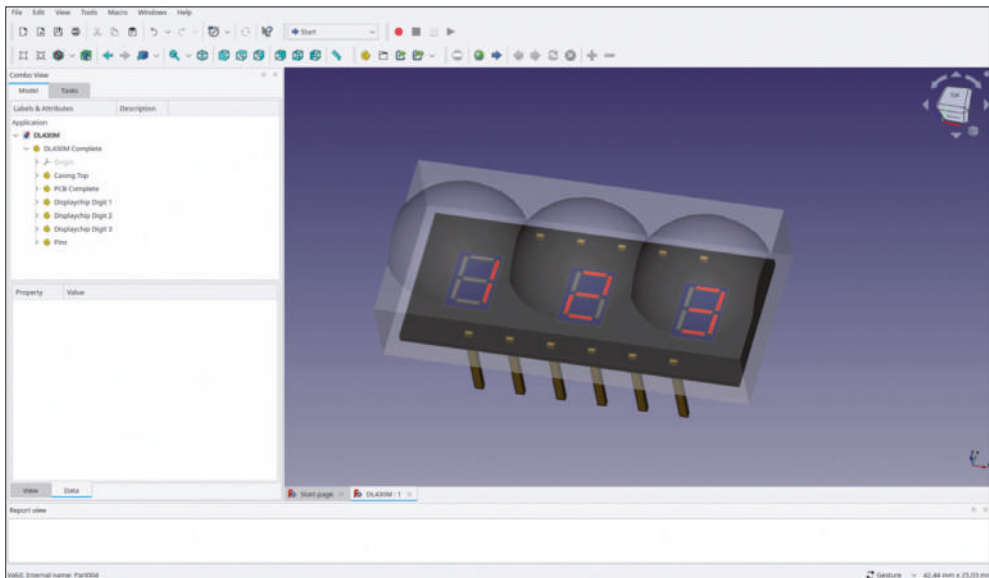 File Edit View Tools Macro Windows Help
Start
Combo View
Model Tasks
Labels & Attributes Description
Application
DL430M
DL430M Complete
Origin
Casing Top
PCB Complete
Displaychip Digit 1
Displaychip Digit 2
Displaychip Digit 3
Pins
Property Value
TOP
123
View Data
Start page DL430M : 1
Report view
Valid, Internal name: Part004
Gesture 42,44 mm x 25,03 mm